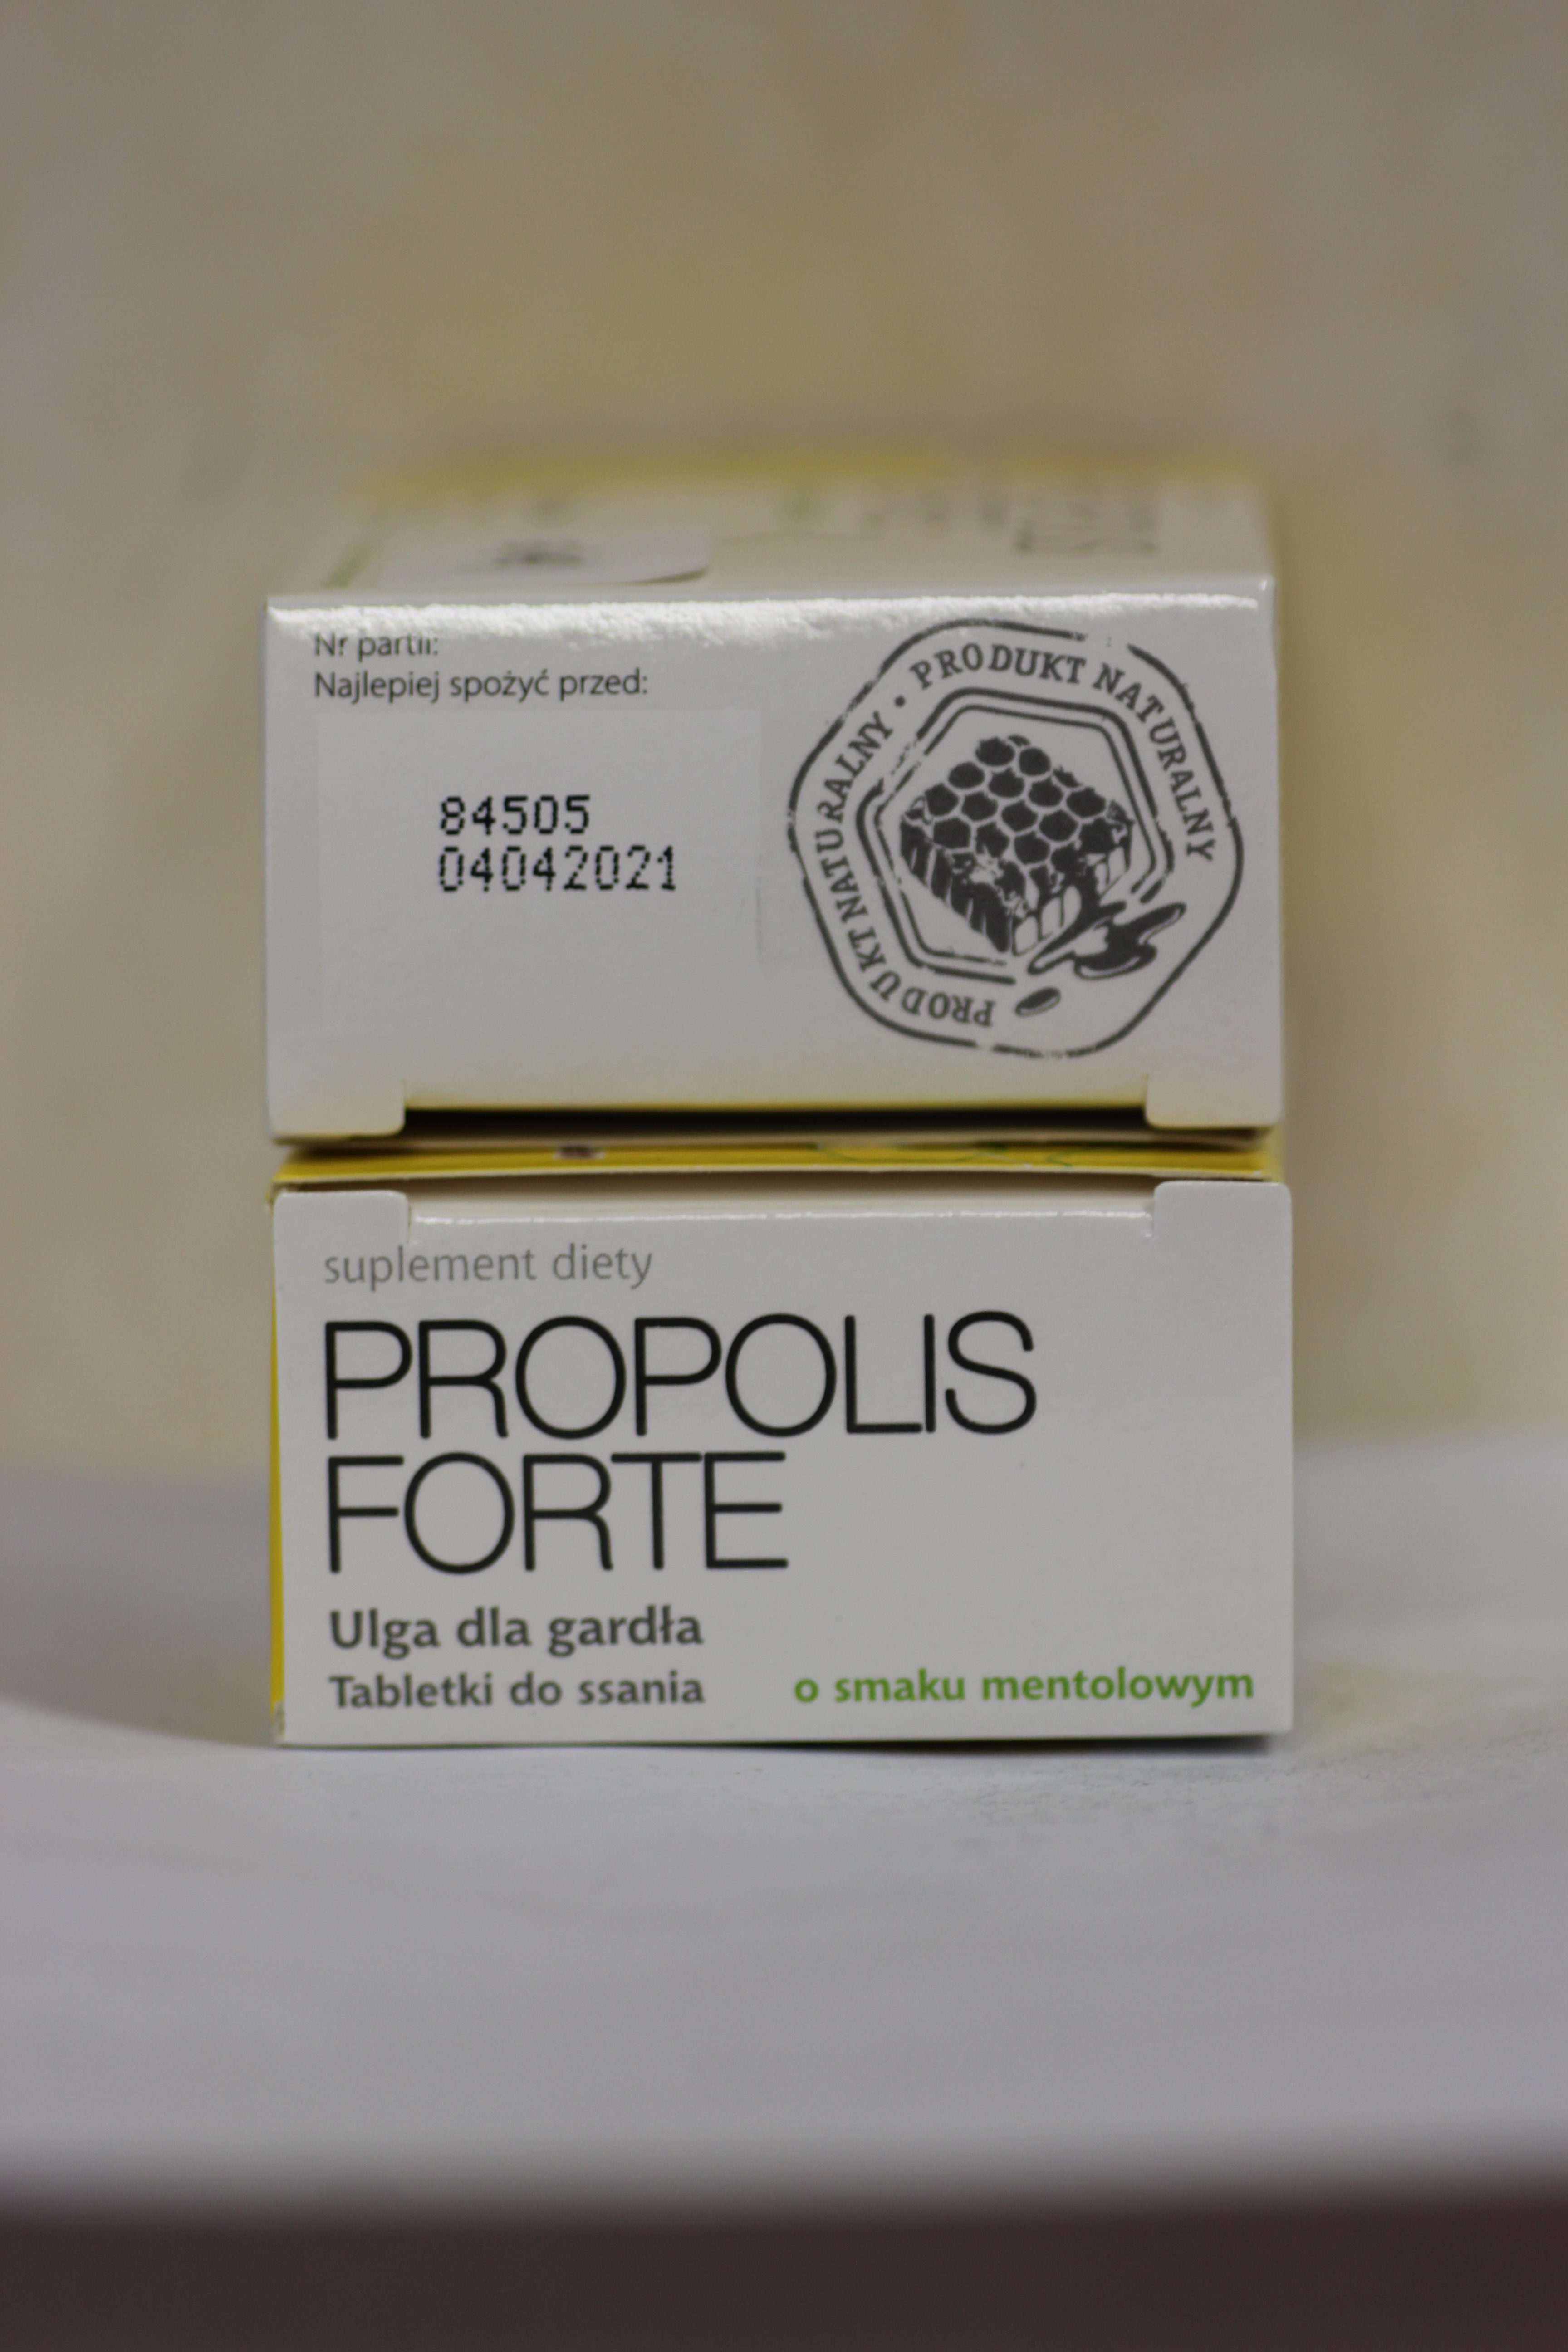 Nr partii:
Najlepiej spożyć przed:
84505
04042021
PRODUKT NATURALNY • PRODUKT NATURALNY
suplement diety
PROPOLIS
FORTE
Ulga dla gardła
Tabletki do ssania
o smaku mentolowym